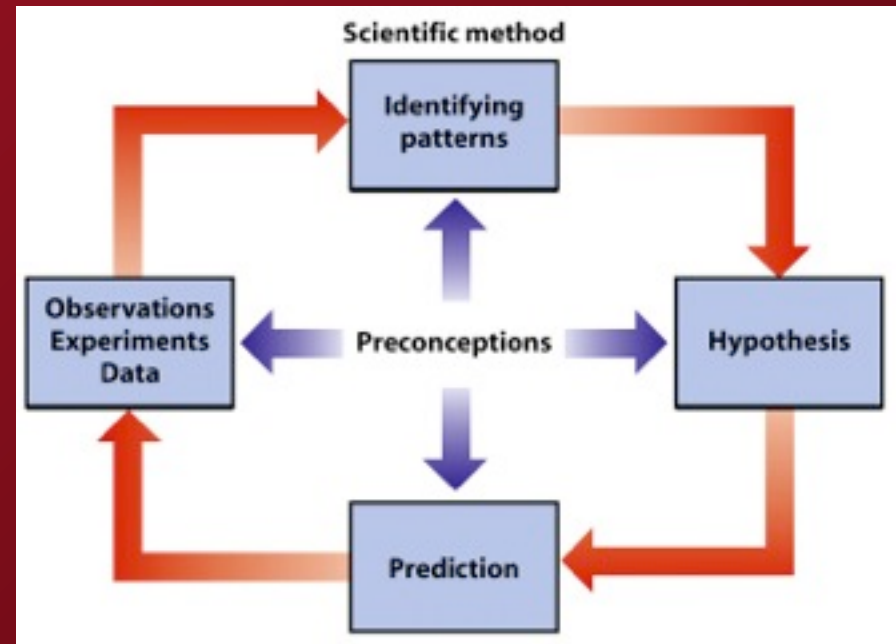 Scientific method
Identifying
patterns
Observations
Experiments
Data
Preconceptions
Hypothesis
Prediction